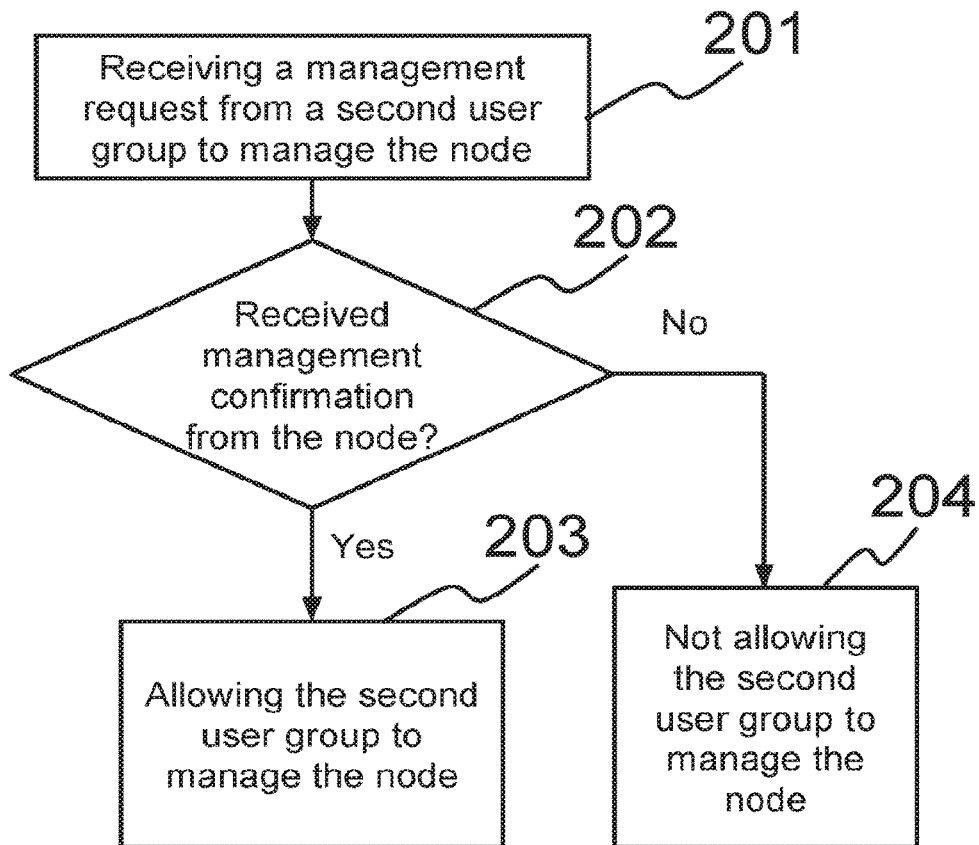 201
Receiving a management
request from a second user
group to manage the node
202
Received
management
confirmation
from the node?
No
Yes
203
204
Allowing the second
user group to
manage the node
Not allowing
the second
user group to
manage the
node